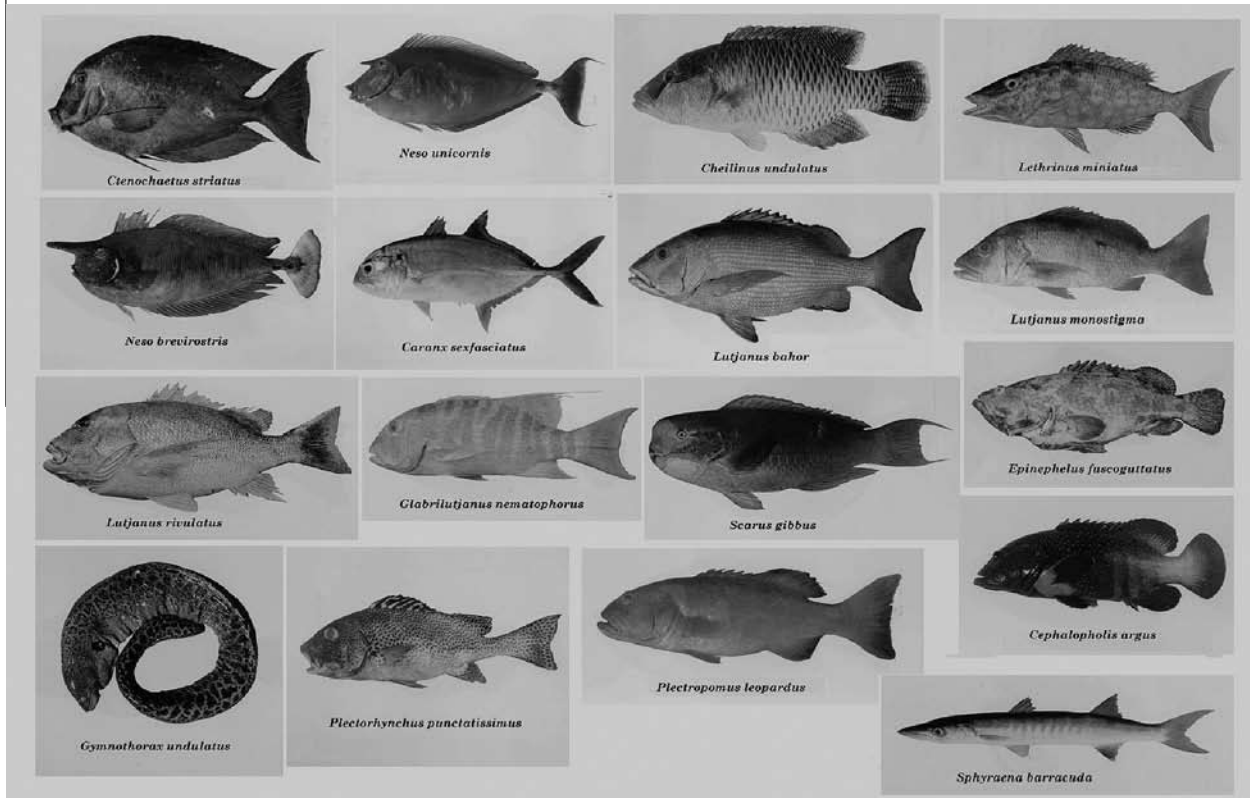 Ctenochaetus striatus
Neso unicornis
Cheilinus undulatus
Lethrinus miniatus
Neso brevirostris
Caranx sexfasciatus
Lutjanus bahor
Lutjanus monostigma
Lutjanus rivulatus
Glabrilutjanus nematophorus
Scarus gibbus
Epinephelus fuscoguttatus
Cephalopholis argus
Gymnothorax undulatus
Plectorhynchus punctatissimus
Plectropomus leopardus
Sphyraena barracuda